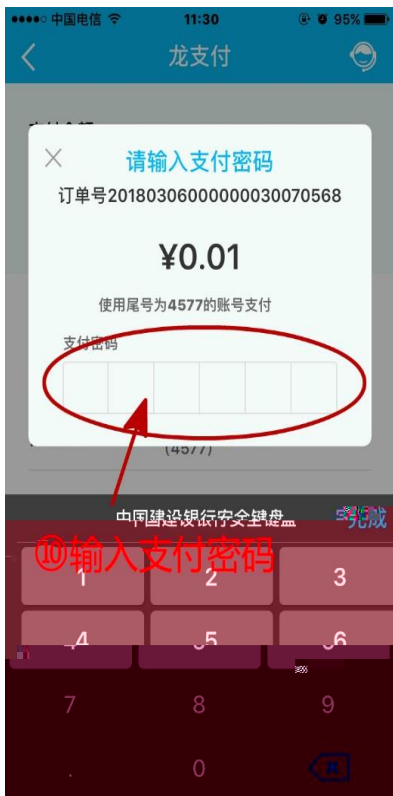 中国电信 11:30 95%
龙支付
请输入支付密码
订单号20180306000000030070568
¥0.01
使用尾号为4577的账号支付
支付密码
(4577)
中国建设银行安全键盘 完成
⑩输入支付密码
1 2 3
4 5 6
7 8 9
. 0